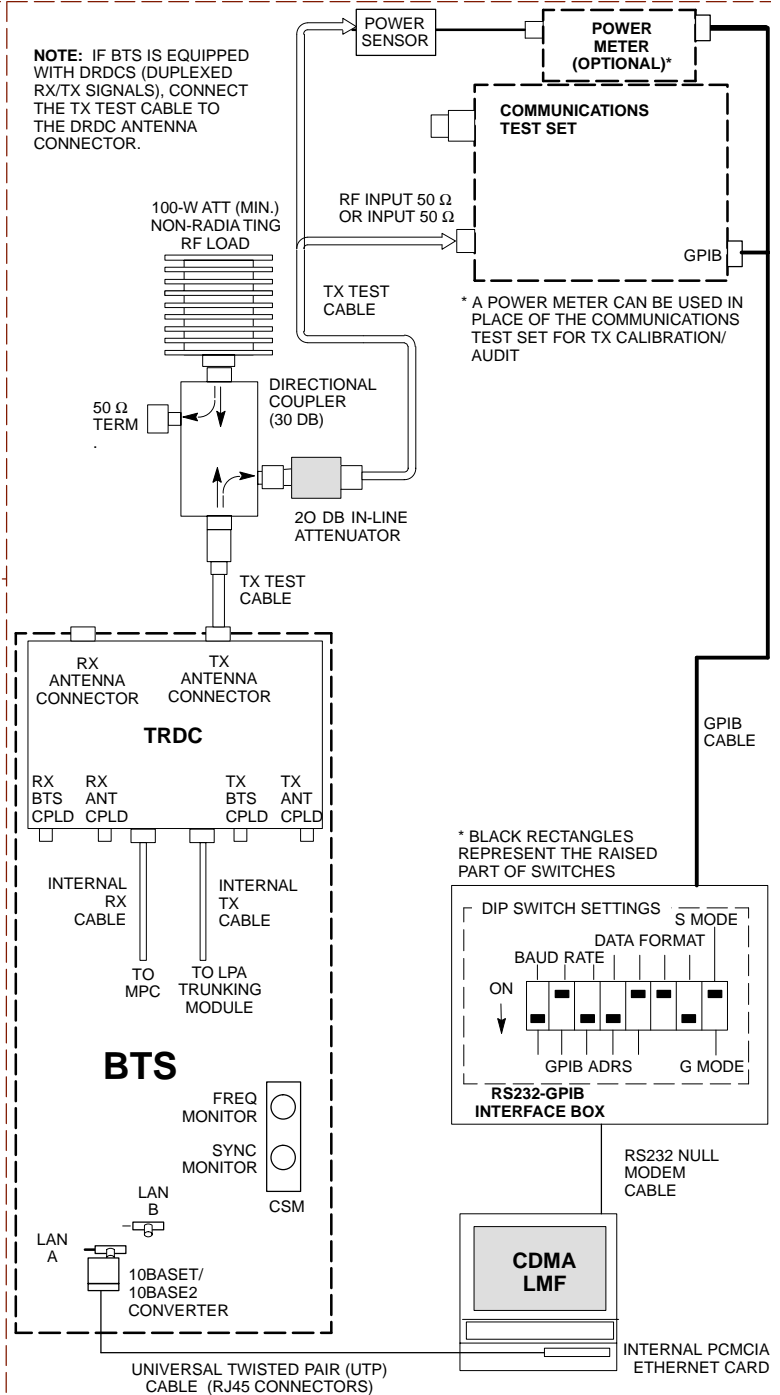 NOTE: IF BTS IS EQUIPPED
WITH DRDCS (DUPLEXED
RX/TX SIGNALS), CONNECT
THE TX TEST CABLE TO
THE DRDC ANTENNA
CONNECTOR.
POWER
SENSOR
POWER
METER
(OPTIONAL)*
COMMUNICATIONS
TEST SET
100-W ATT (MIN.)
NON-RADIA TING
RF LOAD
RF INPUT 50 Ω
OR INPUT 50 Ω
GPIB
TX TEST
CABLE
* A POWER METER CAN BE USED IN
PLACE OF THE COMMUNICATIONS
TEST SET FOR TX CALIBRATION/
AUDIT
50 Ω
TERM
.
DIRECTIONAL
COUPLER
(30 DB)
2O DB IN-LINE
ATTENUATOR
TX TEST
CABLE
RX
ANTENNA
CONNECTOR
TX
ANTENNA
CONNECTOR
TRDC
RX
BTS
CPLD
RX
ANT
CPLD
TX
BTS
CPLD
TX
ANT
CPLD
GPIB
CABLE
* BLACK RECTANGLES
REPRESENT THE RAISED
PART OF SWITCHES
INTERNAL
RX
CABLE
INTERNAL
TX
CABLE
TO
MPC
TO LPA
TRUNKING
MODULE
DIP SWITCH SETTINGS
S MODE
DATA FORMAT
BAUD RATE
ON
GPIB ADRS
G MODE
RS232-GPIB
INTERFACE BOX
BTS
FREQ
MONITOR
SYNC
MONITOR
CSM
RS232 NULL
MODEM
CABLE
LAN
B
LAN
A
10BASET/
10BASE2
CONVERTER
CDMA
LMF
UNIVERSAL TWISTED PAIR (UTP)
CABLE (RJ45 CONNECTORS)
INTERNAL PCMCIA
ETHERNET CARD